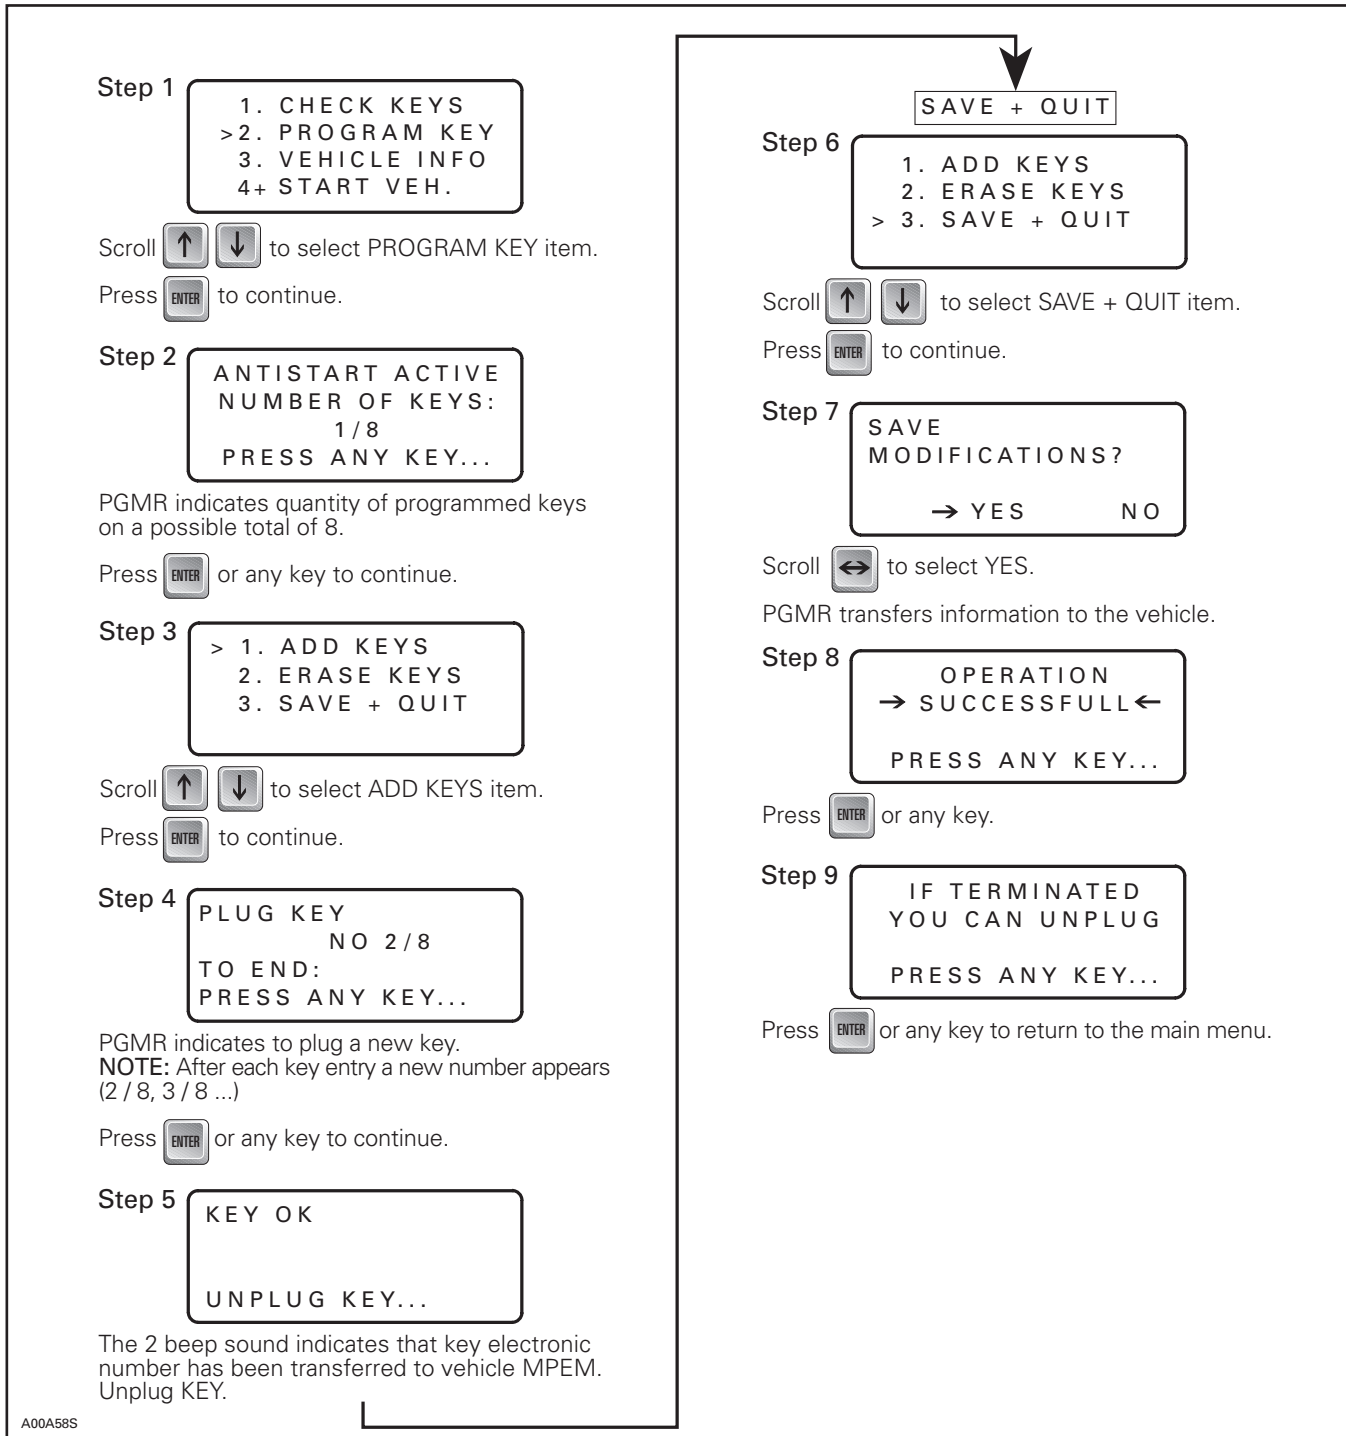 Step 1
1. CHECK KEYS
>2. PROGRAM KEY
3. VEHICLE INFO
4+ START VEH.
Scroll ↑ ↓ to select PROGRAM KEY item.
Press ENTER to continue.
Step 2
ANTISTART ACTIVE
NUMBER OF KEYS:
1/8
PRESS ANY KEY...
PGMR indicates quantity of programmed keys
on a possible total of 8.
Press ENTER or any key to continue.
Step 3
> 1. ADD KEYS
2. ERASE KEYS
3. SAVE + QUIT
Scroll ↑ ↓ to select ADD KEYS item.
Press ENTER to continue.
Step 4
PLUG KEY
NO 2/8
TO END:
PRESS ANY KEY...
PGMR indicates to plug a new key.
NOTE: After each key entry a new number appears
(2 / 8, 3 / 8 ...)
Press ENTER or any key to continue.
Step 5
KEY OK
UNPLUG KEY...
The 2 beep sound indicates that key electronic
number has been transferred to vehicle MPEM.
Unplug KEY.
A00A58S
SAVE + QUIT
Step 6
1. ADD KEYS
2. ERASE KEYS
> 3. SAVE + QUIT
Scroll ↑ ↓ to select SAVE + QUIT item.
Press ENTER to continue.
Step 7
SAVE
MODIFICATIONS?
→ YES NO
Scroll ↔ to select YES.
PGMR transfers information to the vehicle.
Step 8
OPERATION
→ SUCCESSFULL ←
PRESS ANY KEY...
Press ENTER or any key.
Step 9
IF TERMINATED
YOU CAN UNPLUG
PRESS ANY KEY...
Press ENTER or any key to return to the main menu.